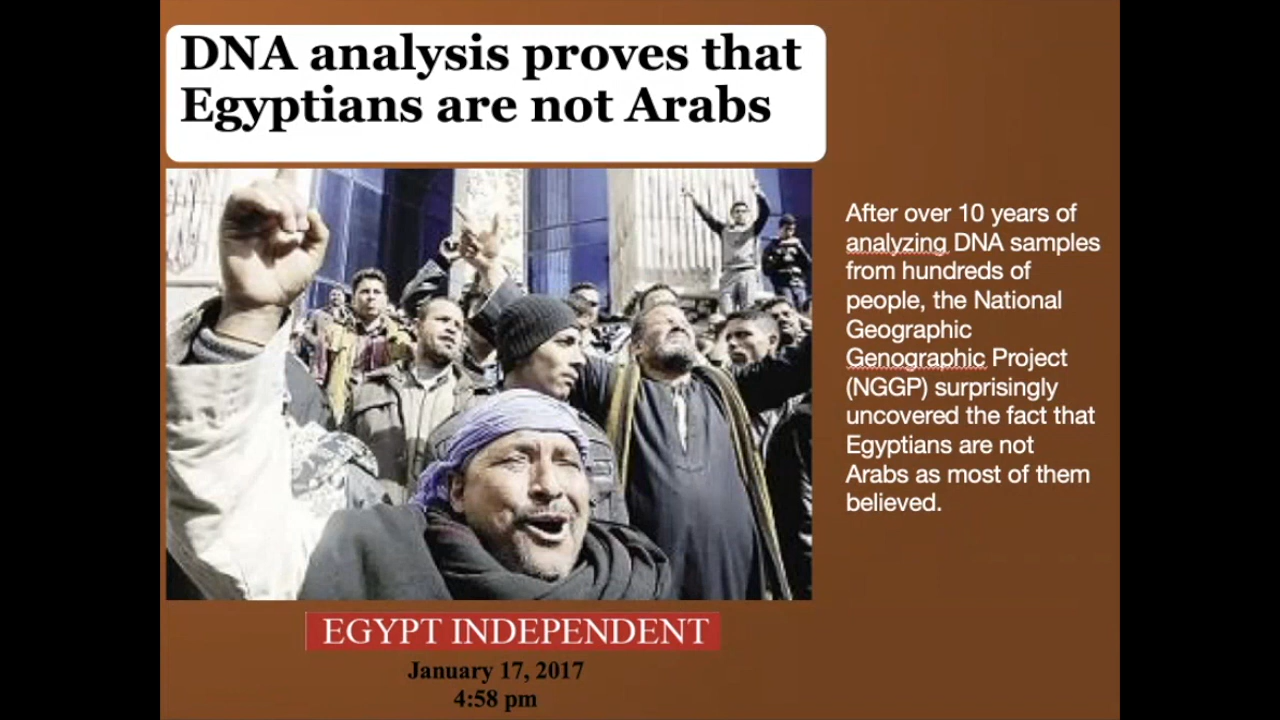 DNA analysis proves that
Egyptians are not Arabs
After over 10 years of
analyzing DNA samples
from hundreds of
people, the National
Geographic
Genographic Project
(NGGP) surprisingly
uncovered the fact that
Egyptians are not
Arabs as most of them
believed.
EGYPT INDEPENDENT
January 17, 2017
4:58 pm